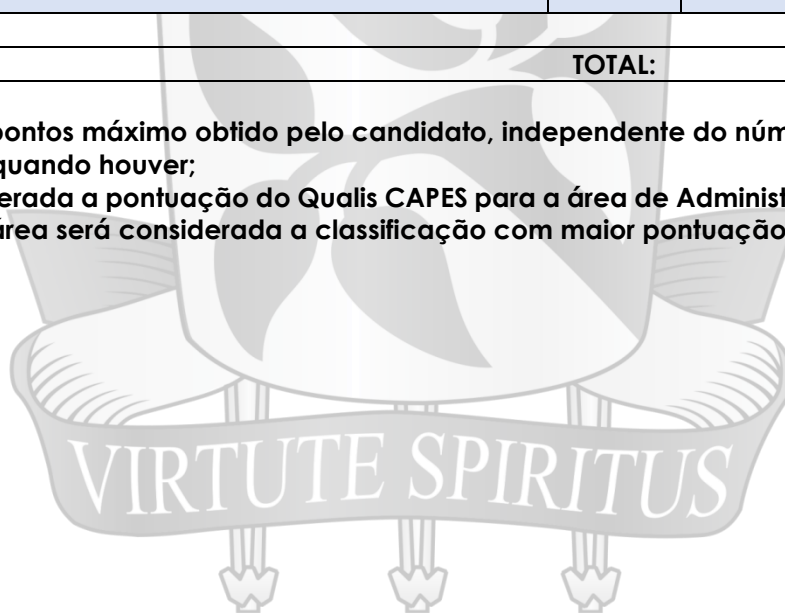 TOTAL:
pontos máximo obtido pelo candidato, independente do núm
quando houver;
erada a pontuação do Qualis CAPES para a área de Administ
área será considerada a classificação com maior pontuação
VIRTUTE SPIRITUS